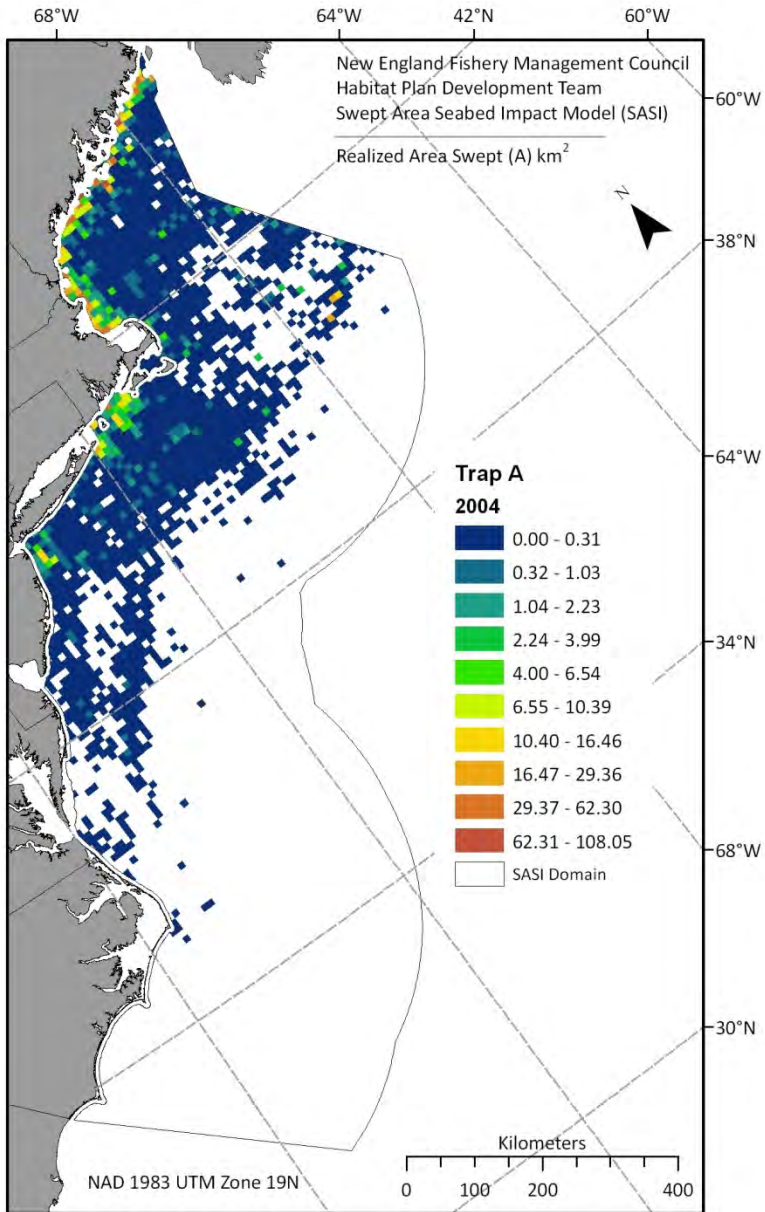 68°W
64°W
42°N
60°W
New England Fishery Management Council
Habitat Plan Development Team
Swept Area Seabed Impact Model (SASI)
Realized Area Swept (A) km²
60°W
N
38°N
64°W
Trap A
2004
0.00 - 0.31
0.32 - 1.03
1.04 - 2.23
2.24 - 3.99
4.00 - 6.54
6.55 - 10.39
10.40 - 16.46
16.47 - 29.36
29.37 - 62.30
62.31 - 108.05
SASI Domain
34°N
68°W
30°N
Kilometers
0 100 200 300 400
NAD 1983 UTM Zone 19N